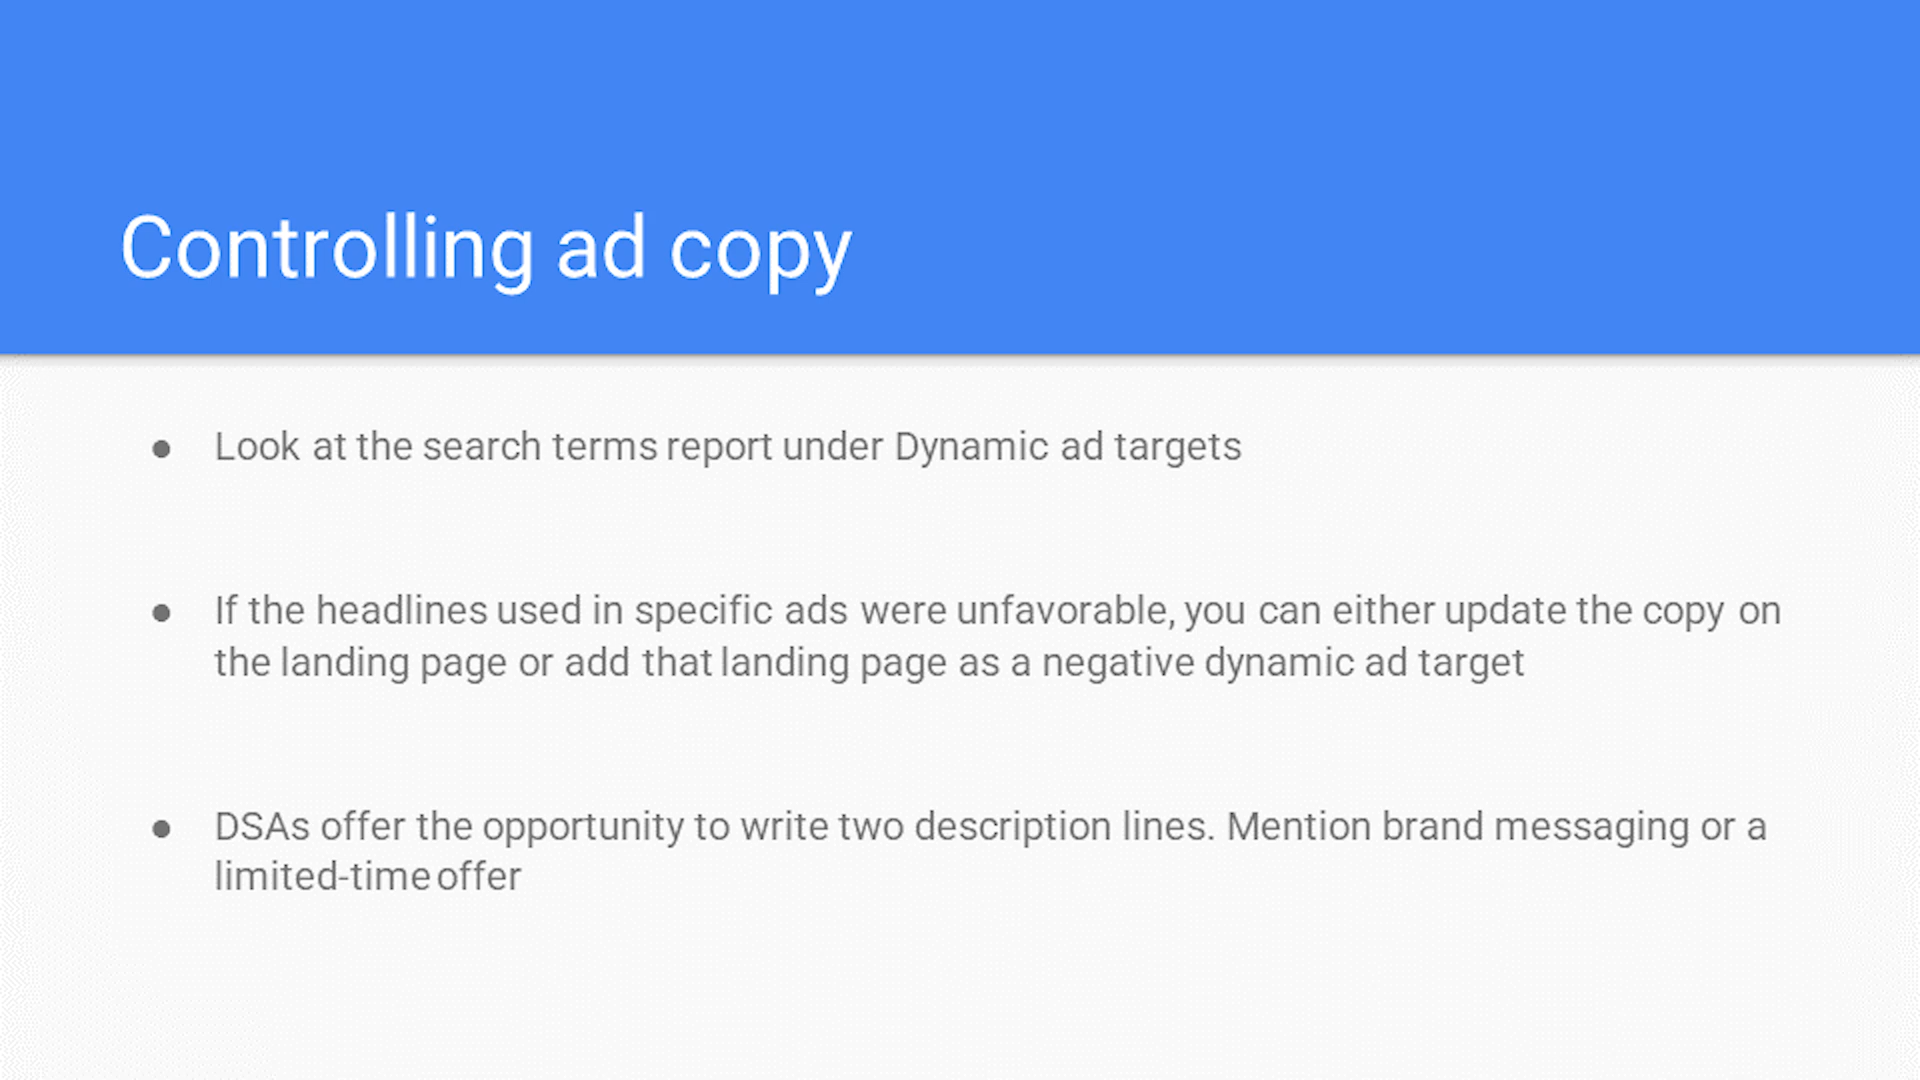 Controlling ad copy
● Look at the search terms report under Dynamic ad targets
● If the headlines used in specific ads were unfavorable, you can either update the copy on
the landing page or add that landing page as a negative dynamic ad target
● DSAs offer the opportunity to write two description lines. Mention brand messaging or a
limited-time offer